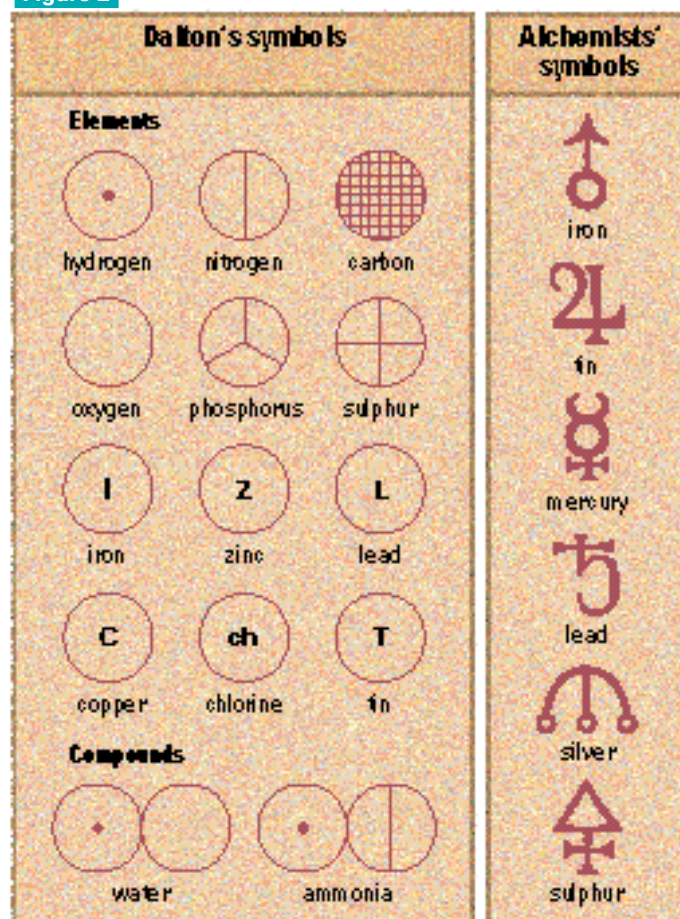 Dalton's symbols
Elements
hydrogen nitrogen carbon
oxygen phosphorus sulphur
I Z L
iron zinc lead
C ch T
copper chlorine tin
Compounds
water ammonia
Alchemists'
symbols
iron
tin
mercury
lead
silver
sulphur